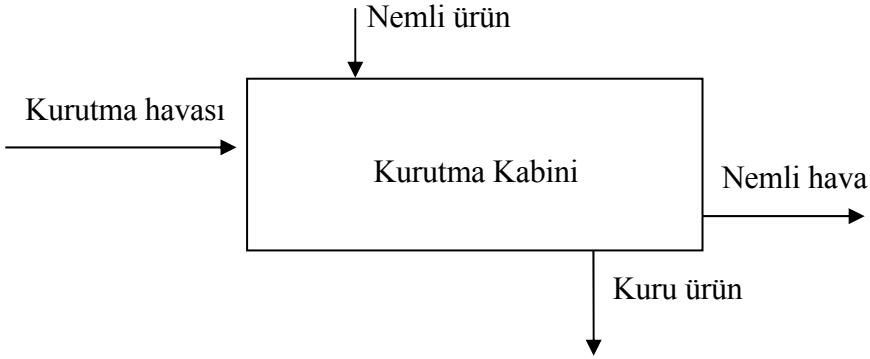 Nemli ürün
Kurutma havası
Kurutma Kabini
Nemli hava
Kuru ürün